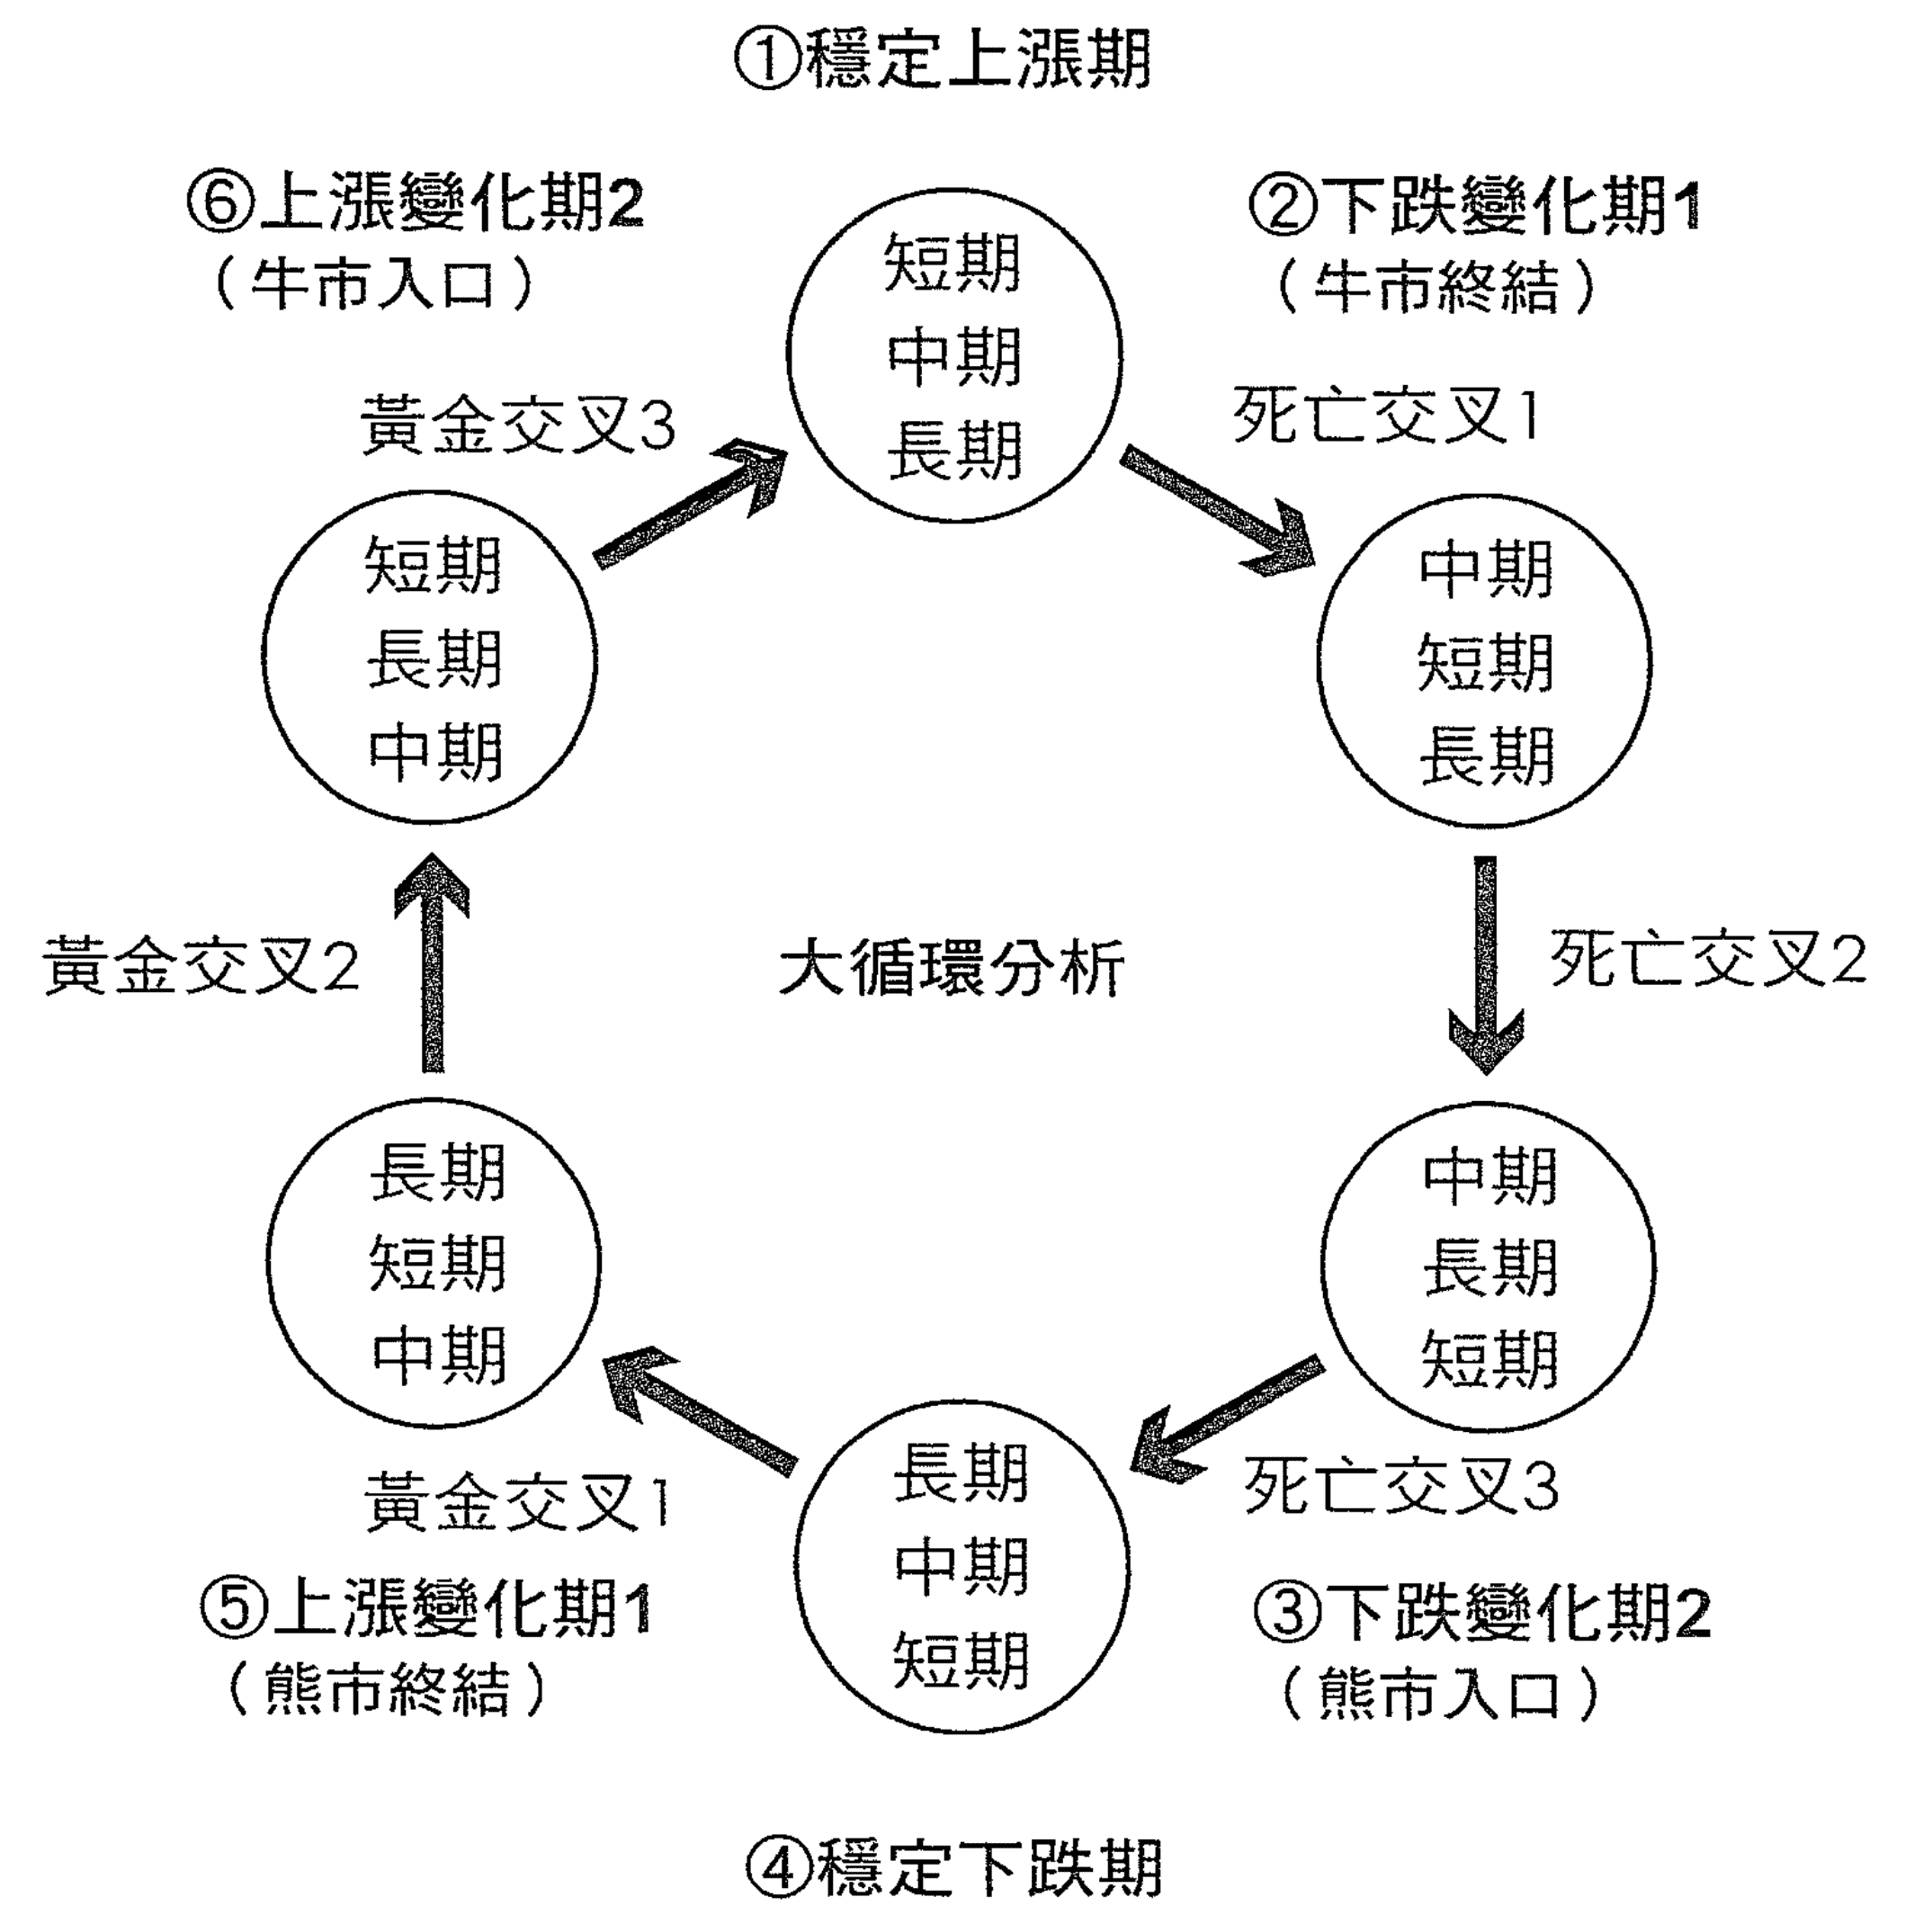 ①穩定上漲期
⑥上漲變化期2
（牛市入口）
②下跌變化期1
（牛市終結）
短期
中期
長期
黃金交叉3
死亡交叉1
短期
長期
中期
中期
短期
長期
黃金交叉2
大循環分析
死亡交叉2
長期
短期
中期
中期
長期
短期
黃金交叉1
長期
中期
短期
死亡交叉3
⑤上漲變化期1
（熊市終結）
③下跌變化期2
（熊市入口）
④穩定下跌期